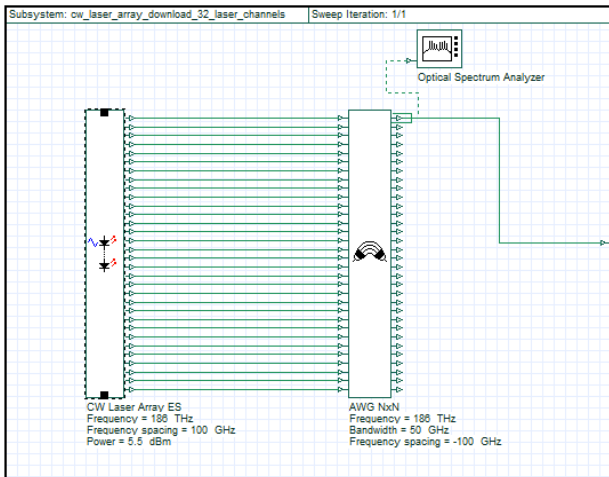 Subsystem: cw_laser_array_download_32_laser_channels
Sweep Iteration: 1/1
Optical Spectrum Analyzer
CW Laser Array ES
Frequency = 186 THz
Frequency spacing = 100 GHz
Power = 5.5 dBm
AWG NxN
Frequency = 186 THz
Bandwidth = 50 GHz
Frequency spacing = -100 GHz